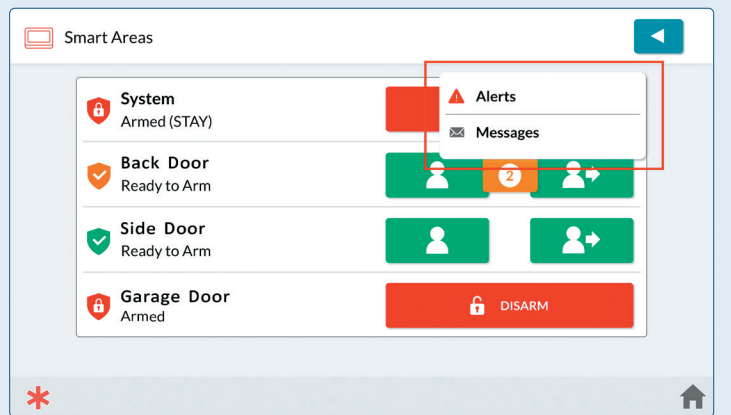 Smart Areas
Alerts
Messages
System
Armed (STAY)
Back Door
Ready to Arm
2
Side Door
Ready to Arm
Garage Door
Armed
DISARM